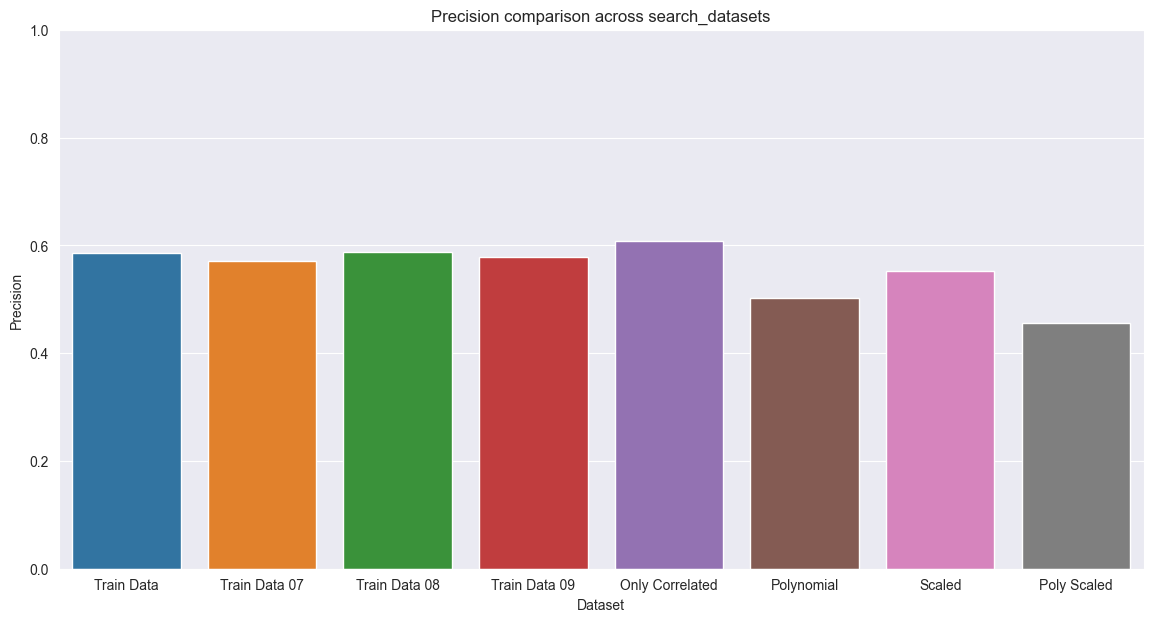 Precision comparison across search_datasets
1.0
0.8
0.6
0.4
0.2
0.0
Precision
Train Data
Train Data 07
Train Data 08
Train Data 09
Only Correlated
Polynomial
Scaled
Poly Scaled
Dataset